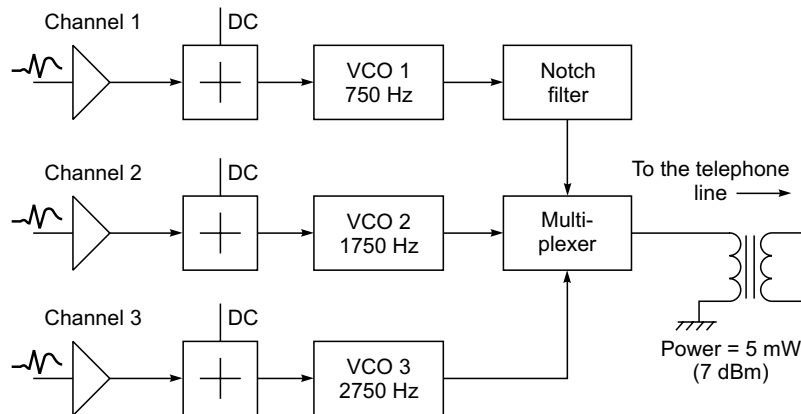 Channel 1
DC
VCO 1
750 Hz
Notch
filter
Channel 2
DC
VCO 2
1750 Hz
Multi-
plexer
To the telephone
line
Channel 3
DC
VCO 3
2750 Hz
Power = 5 mW
(7 dBm)